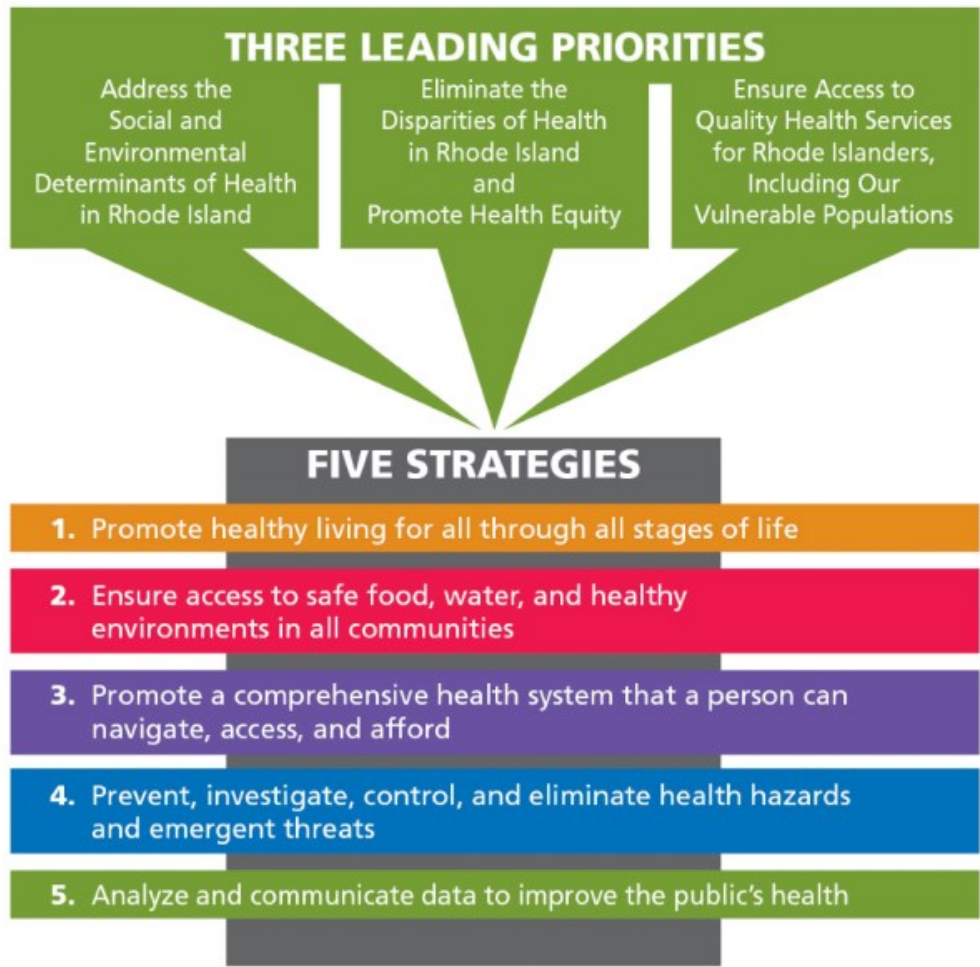 THREE LEADING PRIORITIES
Address the
Social and
Environmental
Determinants of Health
in Rhode Island
Eliminate the
Disparities of Health
in Rhode Island
and
Promote Health Equity
Ensure Access to
Quality Health Services
for Rhode Islanders,
Including Our
Vulnerable Populations
FIVE STRATEGIES
1. Promote healthy living for all through all stages of life
2. Ensure access to safe food, water, and healthy
environments in all communities
3. Promote a comprehensive health system that a person can
navigate, access, and afford
4. Prevent, investigate, control, and eliminate health hazards
and emergent threats
5. Analyze and communicate data to improve the public’s health